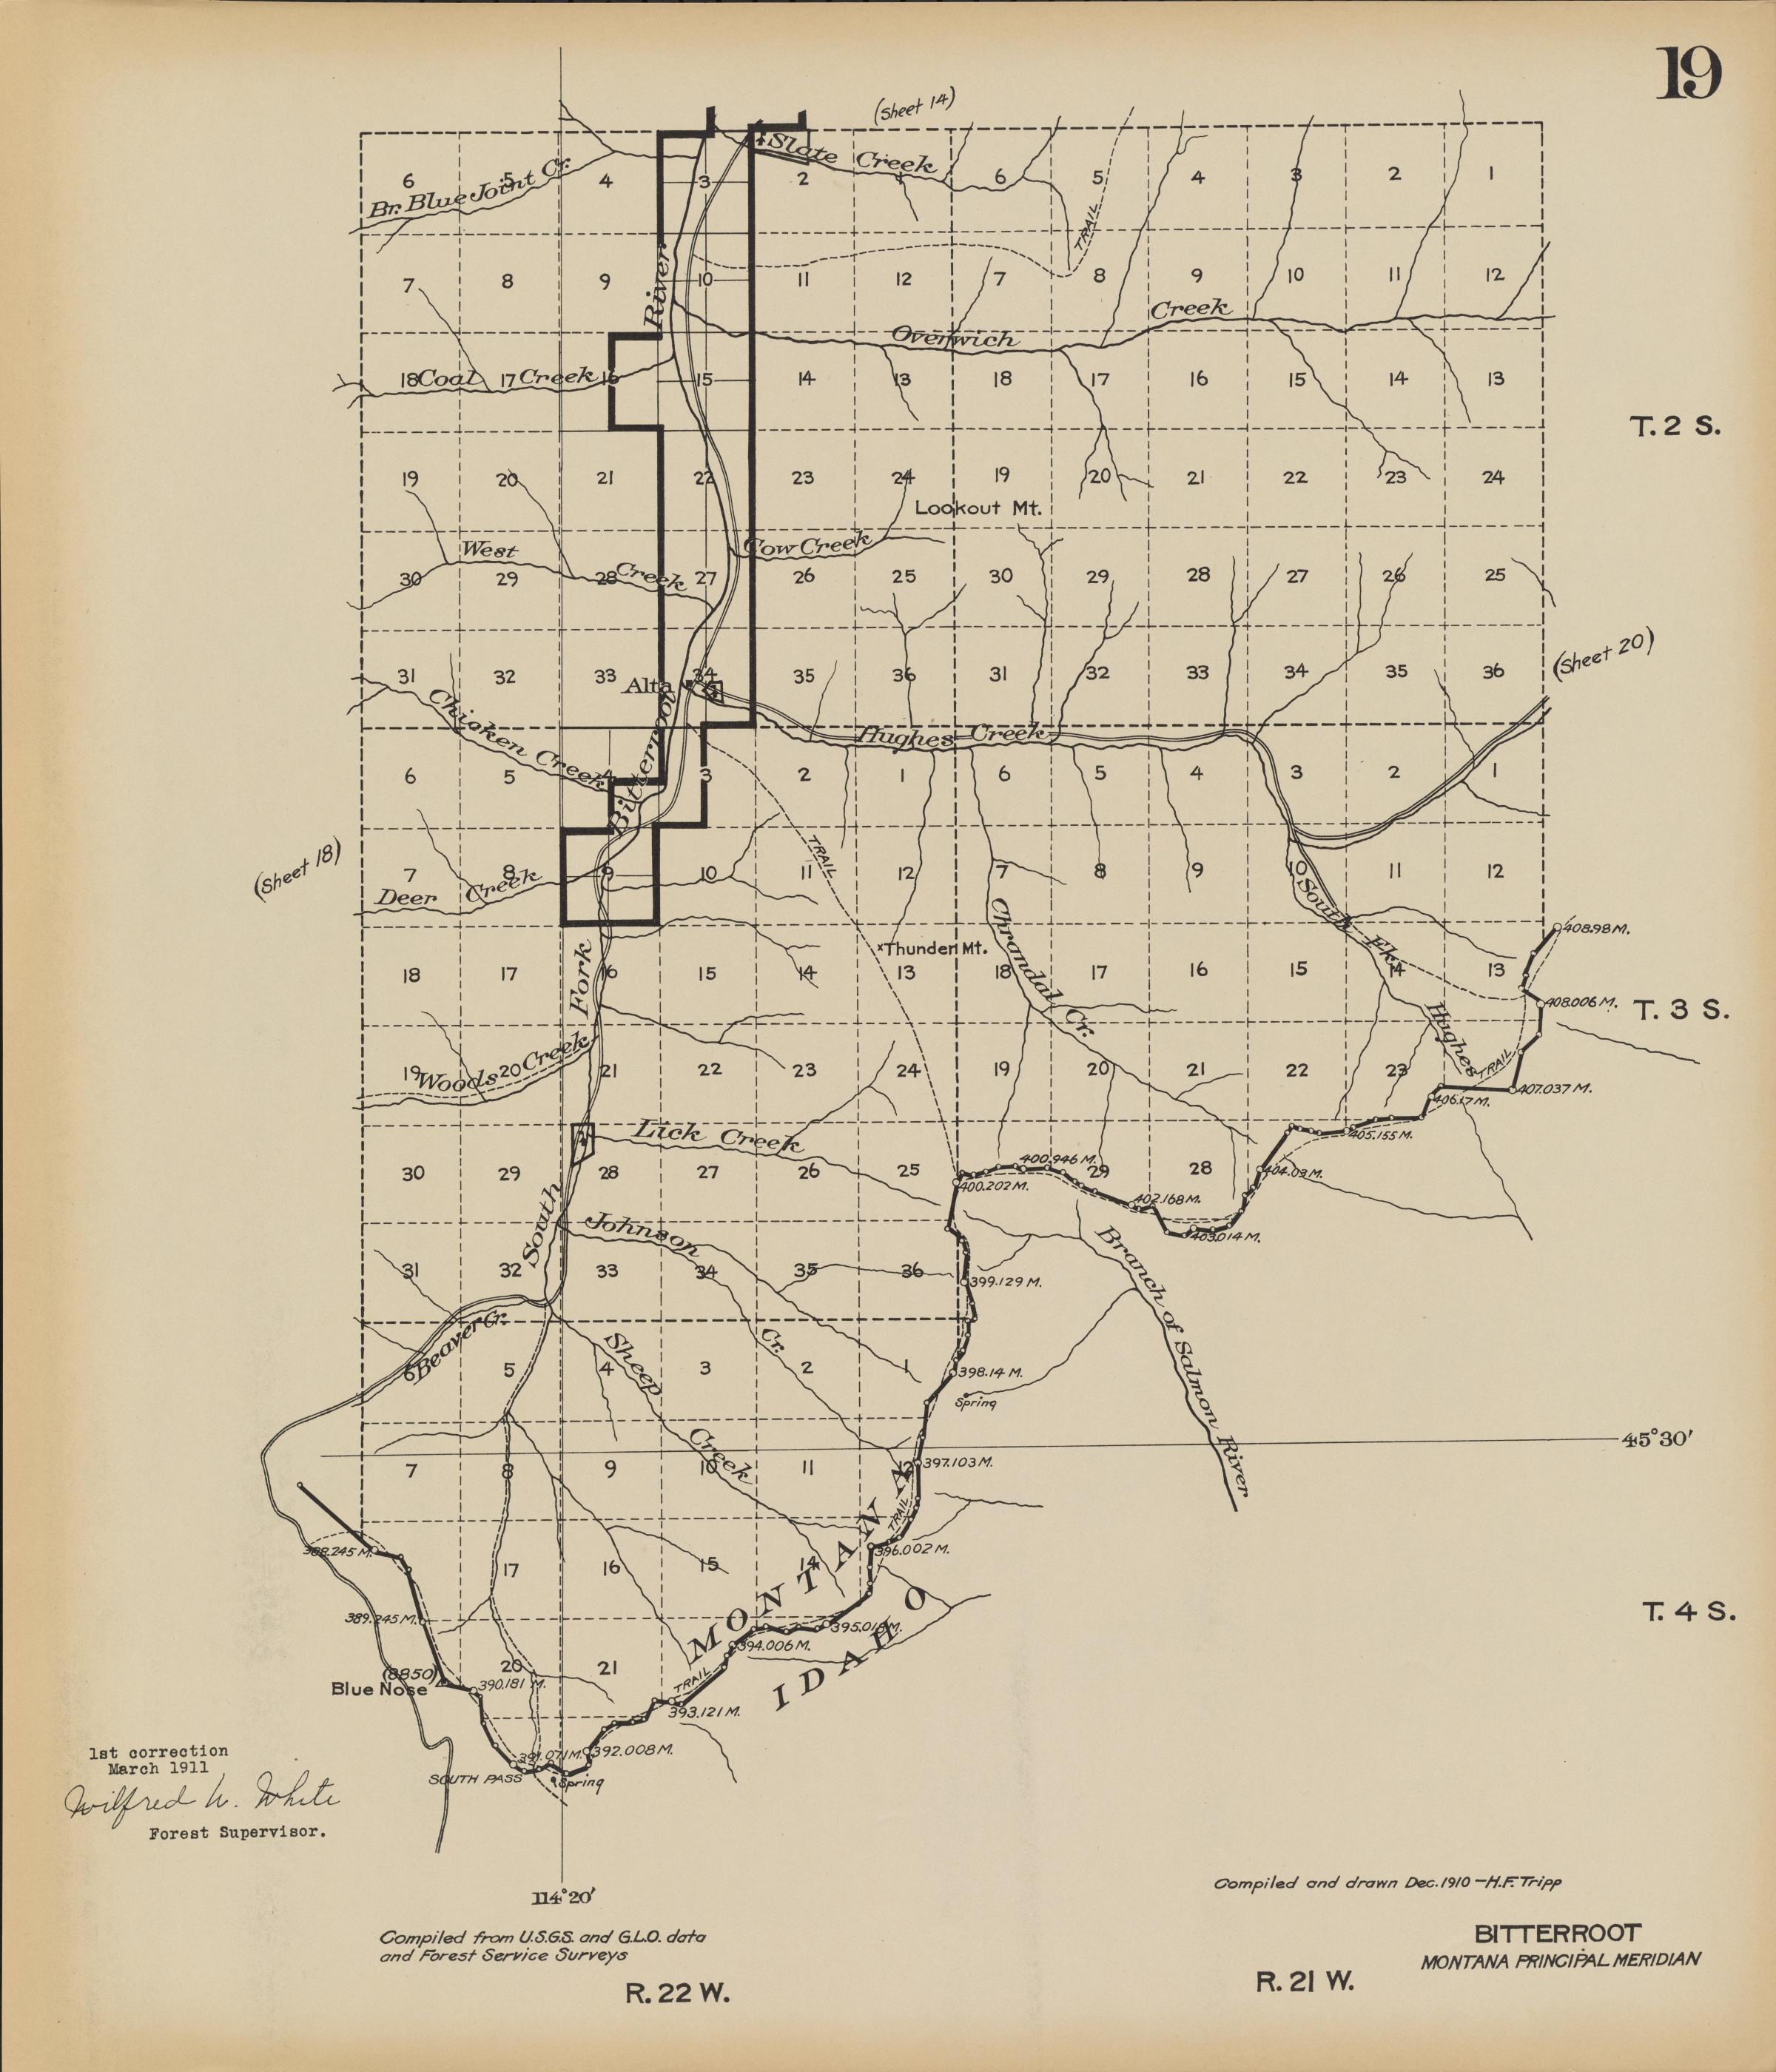 19
(Sheet 14)
Slate Creek
6 5 4 3 2 1 6 5 4 3 2 1
Br. Blue Joint Cr.
TRAIL
River
7 8 9 10 11 12 7 8 9 10 11 12
Creek
Overwich
18 Coal 17 Creek 16 15 14 13 18 17 16 15 14 13
T. 2 S.
19 20 21 22 23 24 19 20 21 22 23 24
Lookout Mt.
West Creek
Cow Creek
30 29 28 27 26 25 30 29 28 27 26 25
(Sheet 20)
31 32 33 34 35 36 31 32 33 34 35 36
Alta
Chicken Creek
Bitterroot
Hughes Creek
6 5 4 3 2 1 6 5 4 3 2 1
(Sheet 18)
TRAIL
7 8 9 10 11 12 7 8 9 10 11 12
Deer Creek
South Fk.
Hughes
Chrandal Cr.
Thunder Mt.
408.98 M.
Fork
18 17 16 15 14 13 18 17 16 15 14 13
408.006 M.
T. 3 S.
Woods Creek
19 20 21 22 23 24 19 20 21 22 23
TRAIL
407.037 M.
406.17 M.
405.155 M.
Lick Creek
30 29 28 27 26 25 29 28
400.946 M.
404.03 M.
400.202 M.
402.168 M.
403.014 M.
South
Johnson
Cr.
Branch of Salmon River
31 32 33 34 35 36
399.129 M.
Beaver Cr.
Sheep
Creek
6 5 4 3 2 1
398.14 M.
Spring
45°30'
7 8 9 10 11 12
397.103 M.
TRAIL
396.002 M.
388.245 M.
17 16 15 14
MONTANA
IDAHO
389.245 M.
395.015 M.
394.006 M.
T. 4 S.
20 21
(8850)
Blue Nose
390.181 M.
TRAIL
393.121 M.
391.071 M.
392.008 M.
SOUTH PASS
Spring
1st correction
March 1911
Wilfred W. White
Forest Supervisor.
114°20'
Compiled and drawn Dec. 1910 — H.F. Tripp
Compiled from U.S.G.S. and G.L.O. data
and Forest Service Surveys
BITTERROOT
MONTANA PRINCIPAL MERIDIAN
R. 22 W.
R. 21 W.